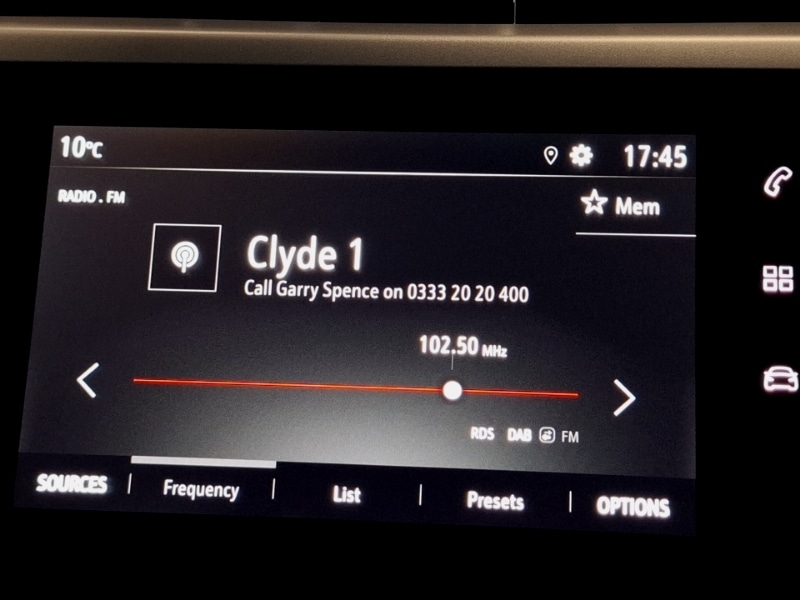 10°C 17:45
RADIO . FM
Mem
Clyde 1
Call Garry Spence on 0333 20 20 400
102.50 MHz
RDS DAB FM
SOURCES Frequency List Presets OPTIONS